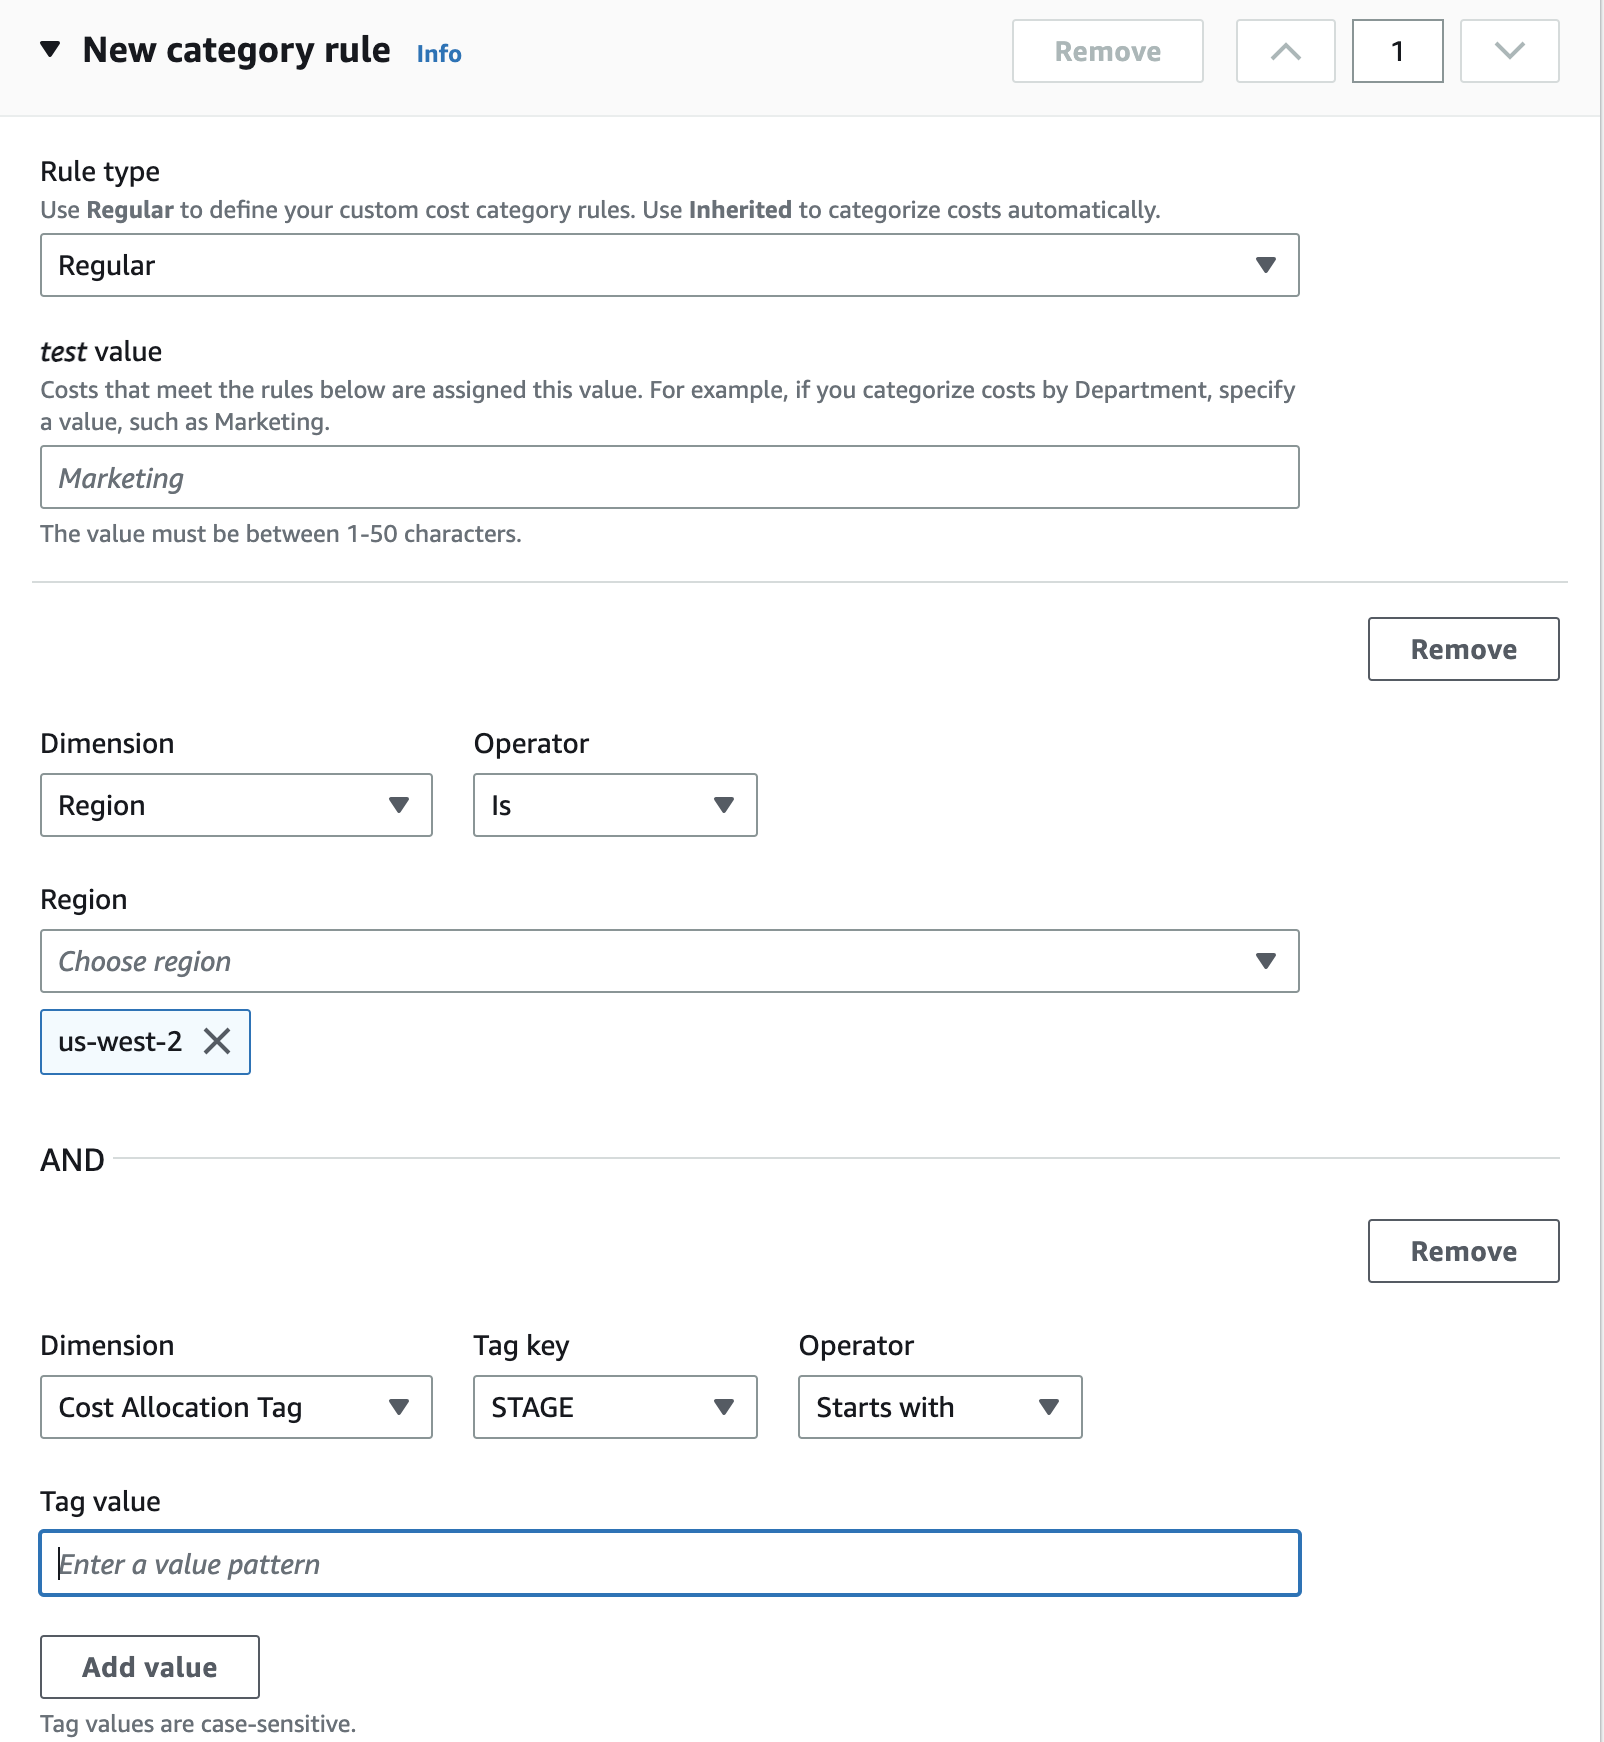 New category rule Info Remove 1
Rule type
Use Regular to define your custom cost category rules. Use Inherited to categorize costs automatically.
Regular
test value
Costs that meet the rules below are assigned this value. For example, if you categorize costs by Department, specify
a value, such as Marketing.
Marketing
The value must be between 1-50 characters.
Remove
Dimension Operator
Region Is
Region
Choose region
us-west-2
AND
Remove
Dimension Tag key Operator
Cost Allocation Tag STAGE Starts with
Tag value
Enter a value pattern
Add value
Tag values are case-sensitive.